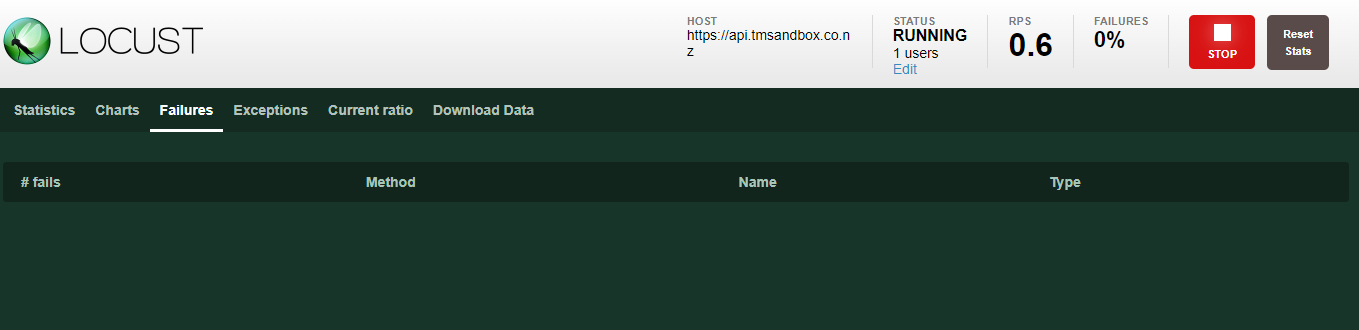 LOCUST
HOST
https://api.tmsandbox.co.n
z
STATUS
RUNNING
1 users
Edit
RPS
0.6
FAILURES
0%
STOP
Reset
Stats
Statistics Charts Failures Exceptions Current ratio Download Data
# fails Method Name Type